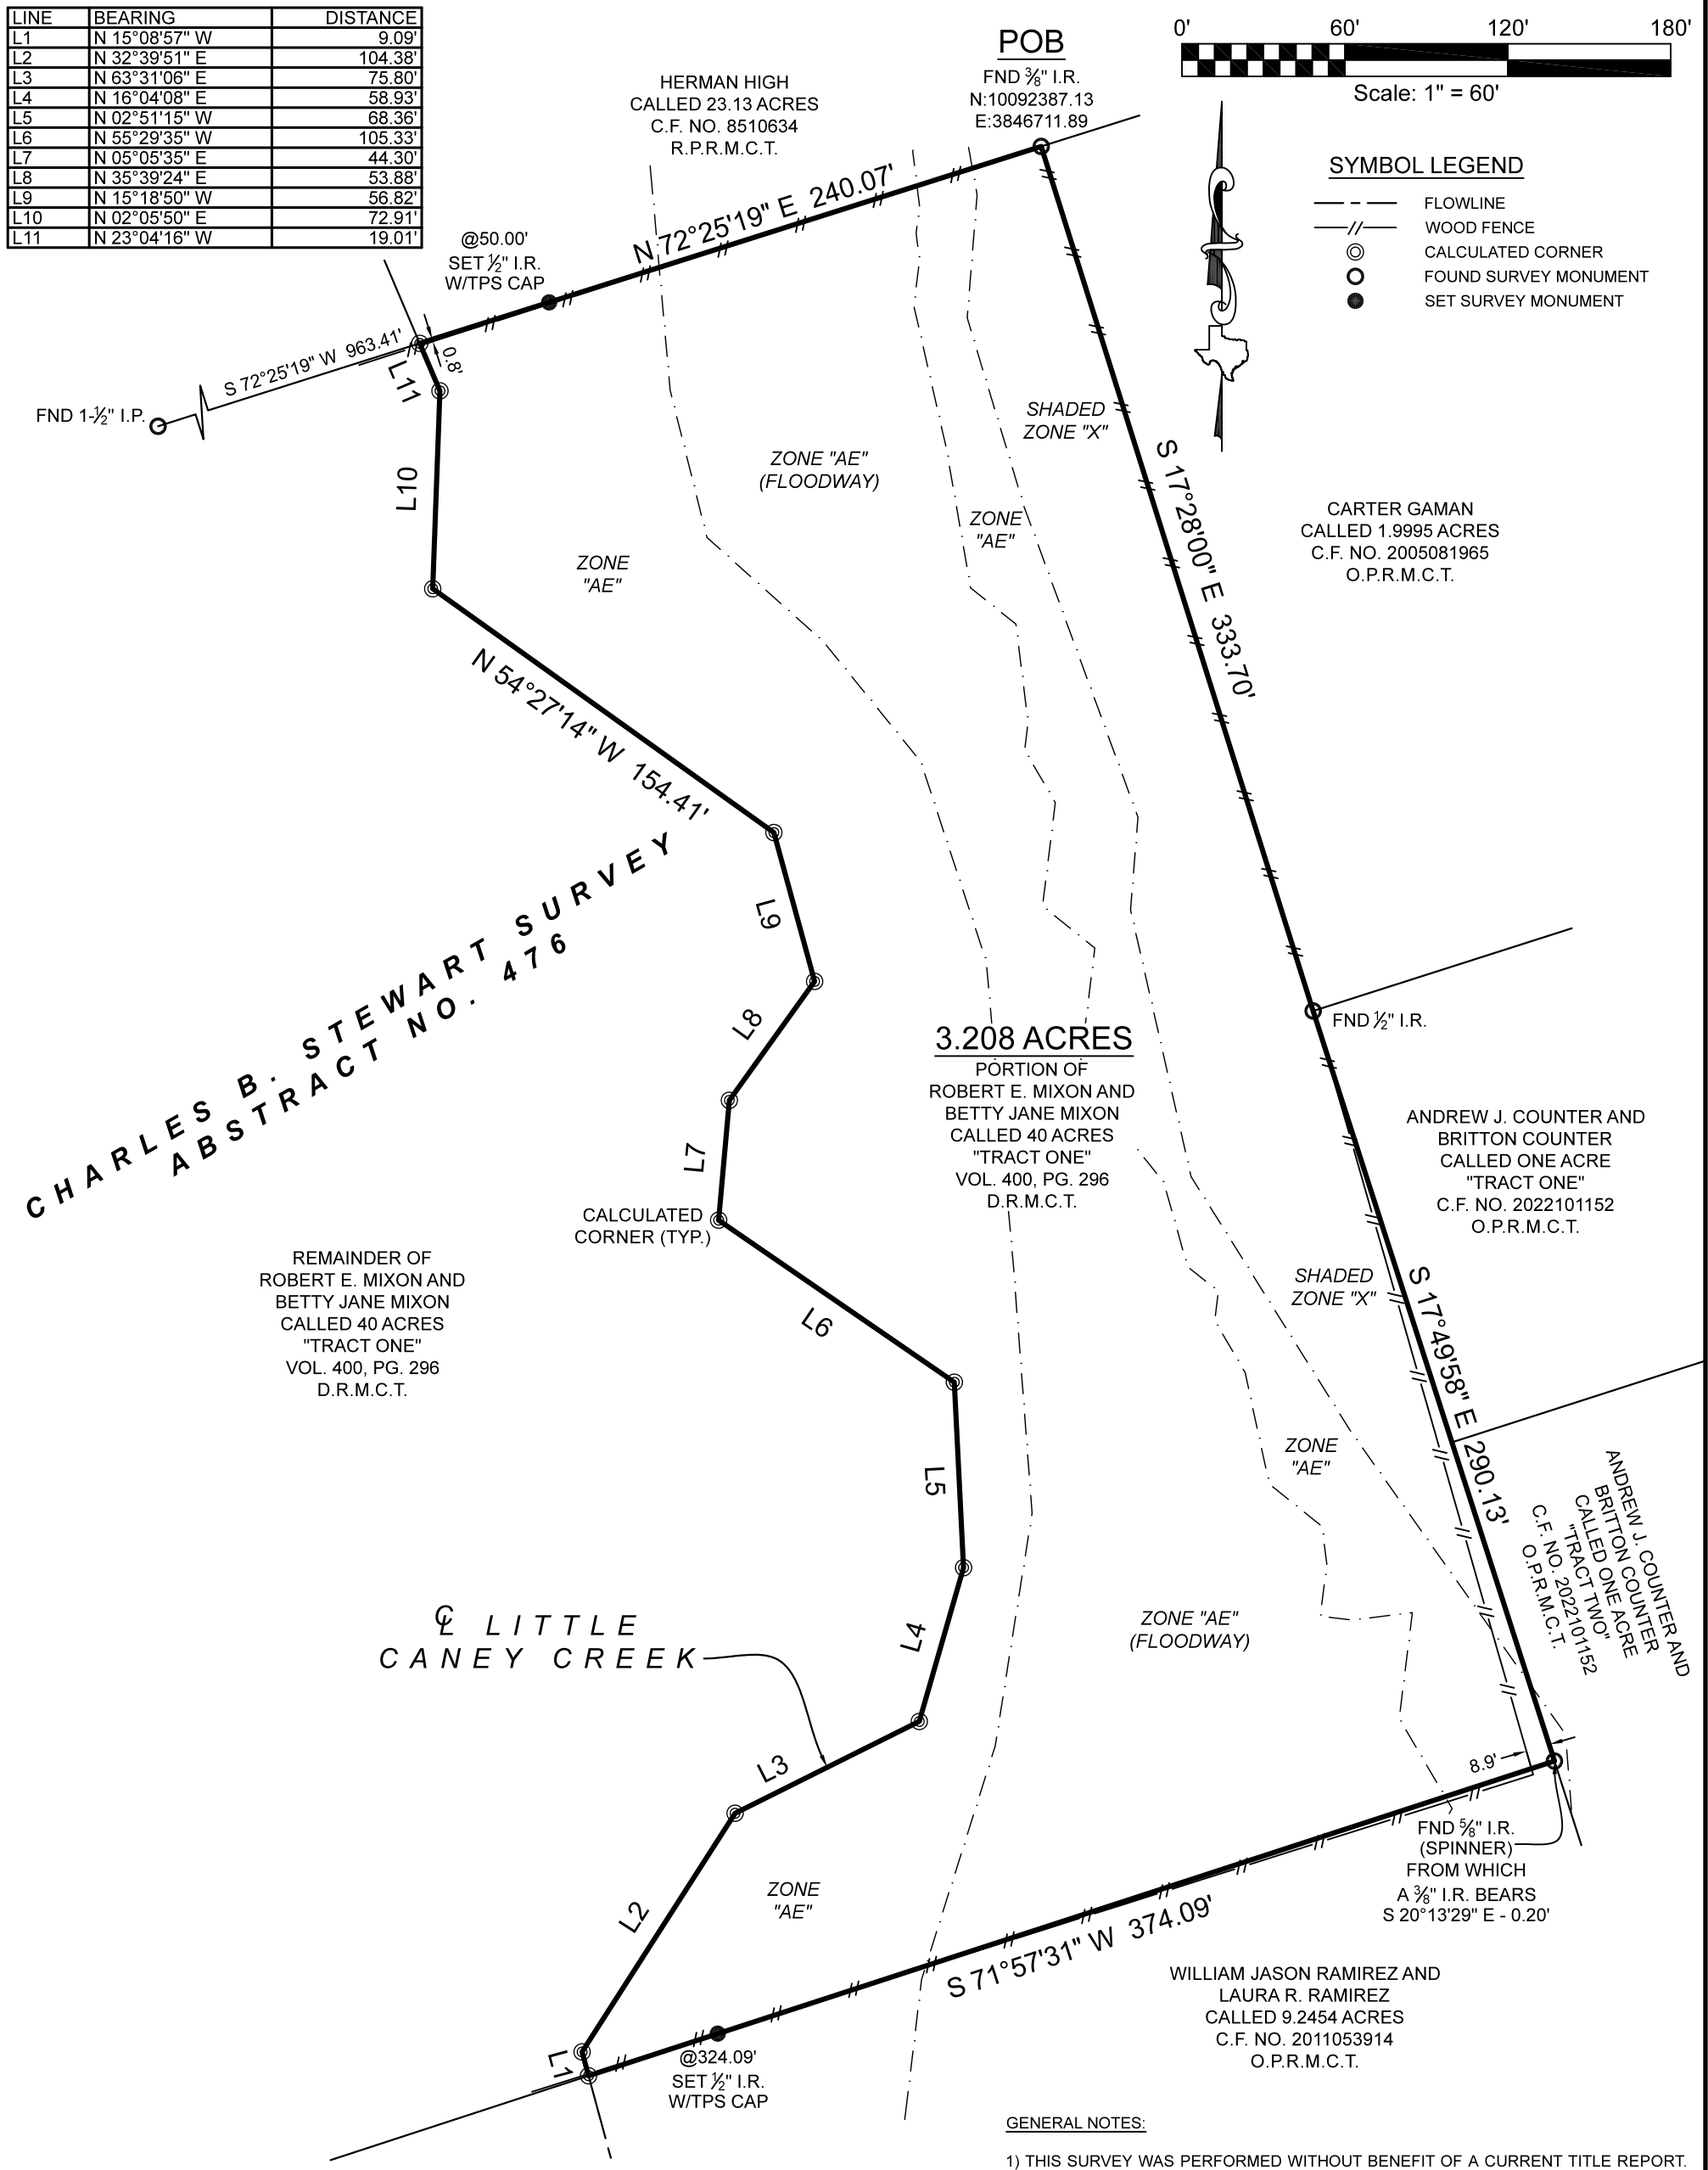 LINE BEARING DISTANCE
L1 N 15°08'57" W 9.09'
L2 N 32°39'51" E 104.38'
L3 N 63°31'06" E 75.80'
L4 N 16°04'08" E 58.93'
L5 N 02°51'15" W 68.36'
L6 N 55°29'35" W 105.33'
L7 N 05°05'35" E 44.30'
L8 N 35°39'24" E 53.88'
L9 N 15°18'50" W 56.82'
L10 N 02°05'50" E 72.91'
L11 N 23°04'16" W 19.01'
HERMAN HIGH
CALLED 23.13 ACRES
C.F. NO. 8510634
R.P.R.M.C.T.
POB
FND ⅜" I.R.
N:10092387.13
E:3846711.89
0' 60' 120' 180'
Scale: 1" = 60'
SYMBOL LEGEND
FLOWLINE
WOOD FENCE
CALCULATED CORNER
FOUND SURVEY MONUMENT
SET SURVEY MONUMENT
N 72°25'19" E 240.07'
@50.00'
SET ½" I.R.
W/TPS CAP
S 72°25'19" W 963.41'
0.8'
FND 1-½" I.P.
L11
L10
SHADED
ZONE "X"
ZONE "AE"
(FLOODWAY)
ZONE
"AE"
ZONE
"AE"
S 17°28'00" E 333.70'
CARTER GAMAN
CALLED 1.9995 ACRES
C.F. NO. 2005081965
O.P.R.M.C.T.
N 54°27'14" W 154.41'
CHARLES B. STEWART SURVEY
ABSTRACT NO. 476
L9
L8
L7
FND ½" I.R.
3.208 ACRES
PORTION OF
ROBERT E. MIXON AND
BETTY JANE MIXON
CALLED 40 ACRES
"TRACT ONE"
VOL. 400, PG. 296
D.R.M.C.T.
ANDREW J. COUNTER AND
BRITTON COUNTER
CALLED ONE ACRE
"TRACT ONE"
C.F. NO. 2022101152
O.P.R.M.C.T.
CALCULATED
CORNER (TYP.)
REMAINDER OF
ROBERT E. MIXON AND
BETTY JANE MIXON
CALLED 40 ACRES
"TRACT ONE"
VOL. 400, PG. 296
D.R.M.C.T.
L6
SHADED
ZONE "X"
S 17°49'58" E 290.13'
L5
ZONE
"AE"
ANDREW J. COUNTER AND
BRITTON COUNTER
CALLED ONE ACRE
"TRACT TWO"
C.F. NO. 2022101152
O.P.R.M.C.T.
℄ LITTLE
CANEY CREEK
L4
ZONE "AE"
(FLOODWAY)
L3
8.9'
FND ⅝" I.R.
(SPINNER)
FROM WHICH
A ⅜" I.R. BEARS
S 20°13'29" E - 0.20'
L2
ZONE
"AE"
S 71°57'31" W 374.09'
WILLIAM JASON RAMIREZ AND
LAURA R. RAMIREZ
CALLED 9.2454 ACRES
C.F. NO. 2011053914
O.P.R.M.C.T.
L1
@324.09'
SET ½" I.R.
W/TPS CAP
GENERAL NOTES:
1) THIS SURVEY WAS PERFORMED WITHOUT BENEFIT OF A CURRENT TITLE REPORT.